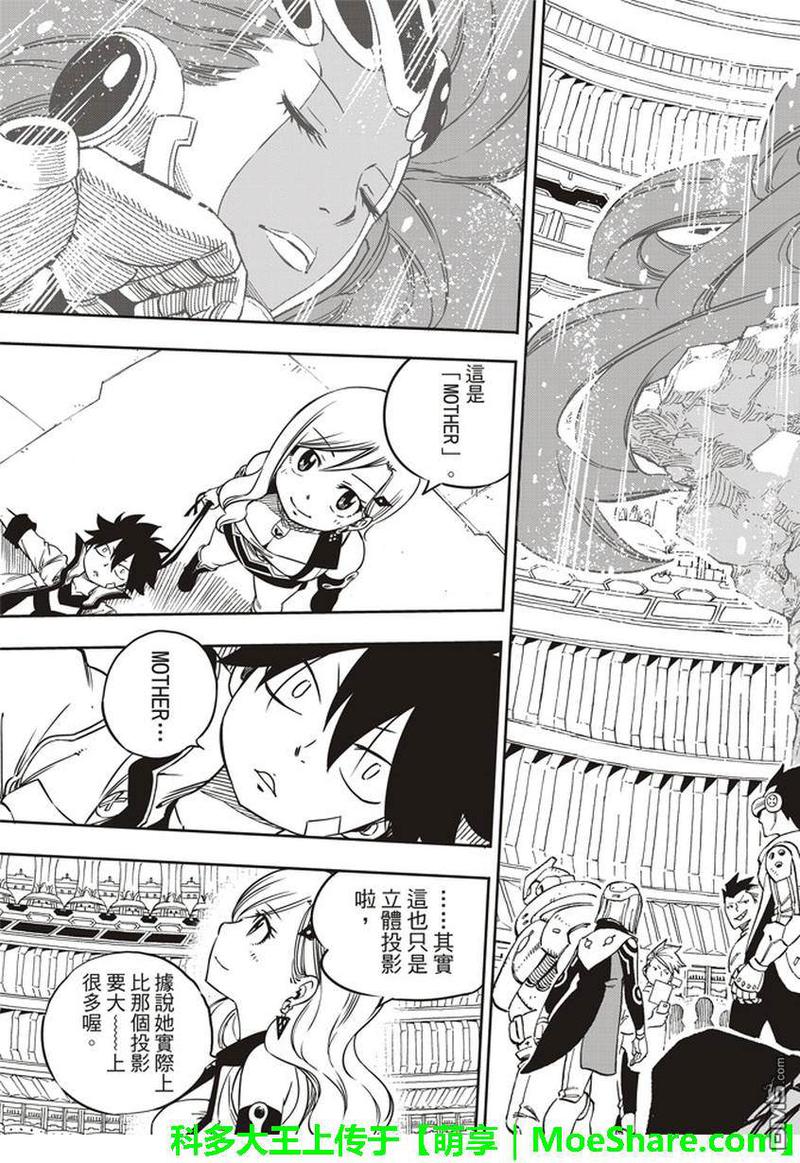 這是
「MOTHER」。
MOTHER…
……其實
這也只是
立體投影
啦，
據說她實際上
比那個投影
要大~~~上
很多喔。
科多大王上传于【萌享｜MoeShare.com】